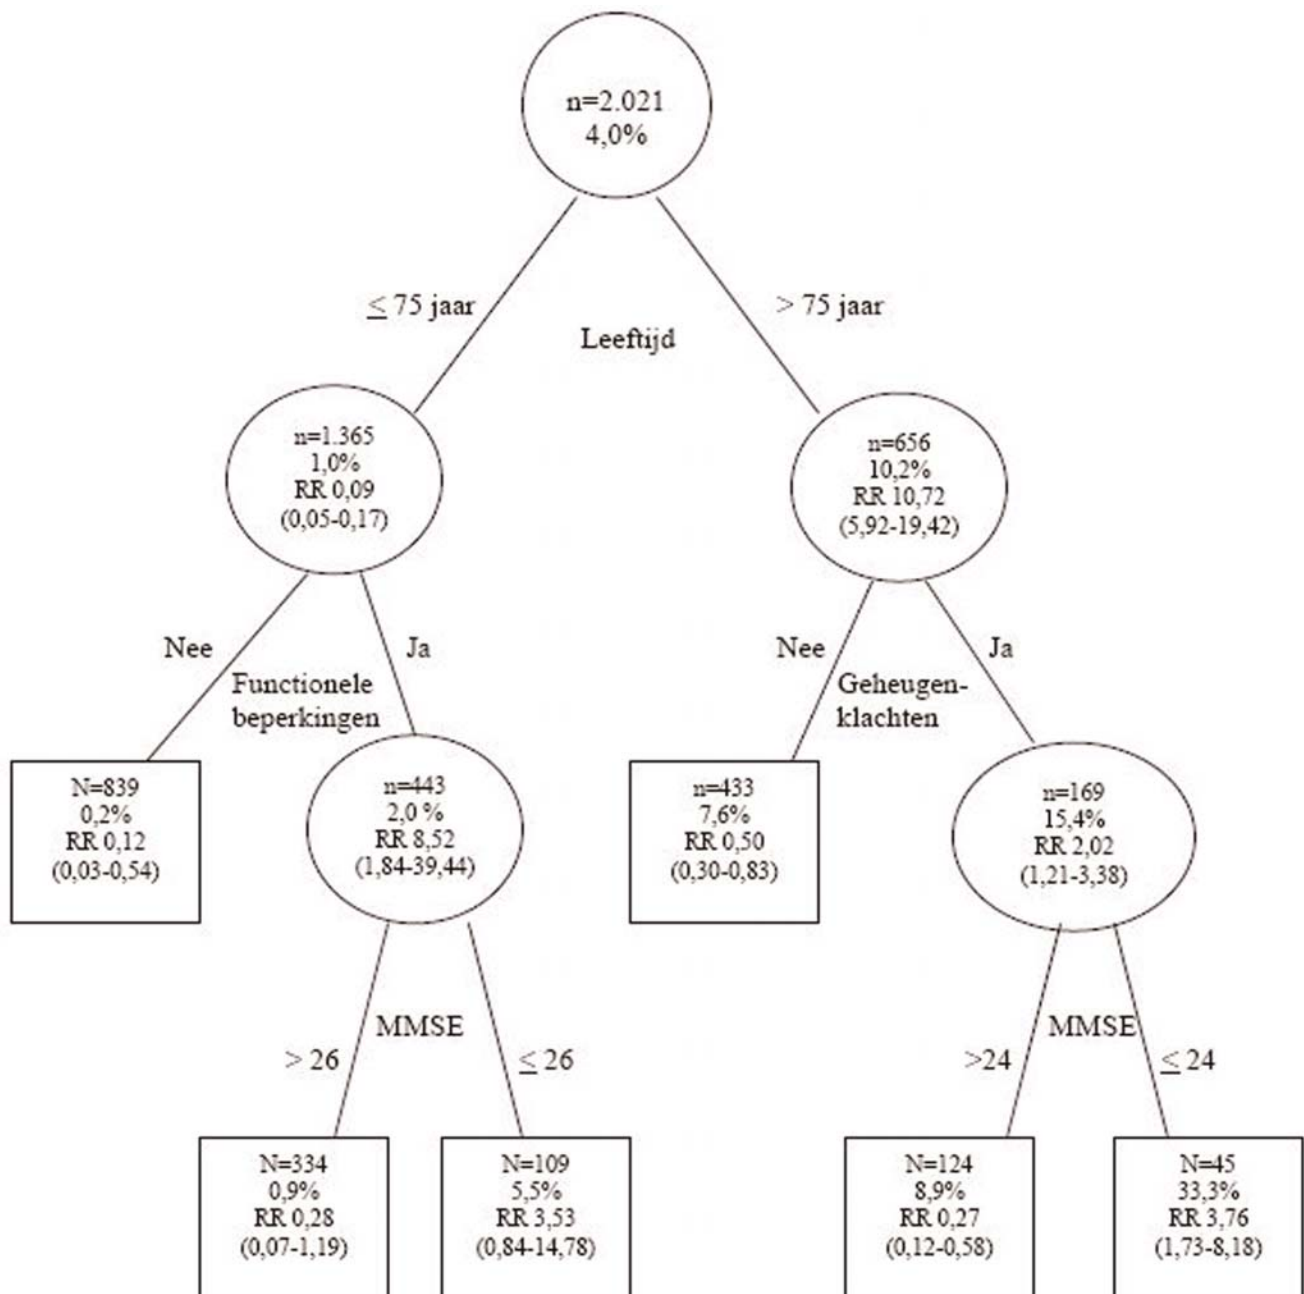 n=2.021
4,0%
≤ 75 jaar
> 75 jaar
Leeftijd
n=1.365
1,0%
RR 0,09
(0,05-0,17)
n=656
10,2%
RR 10,72
(5,92-19,42)
Nee
Ja
Functionele
beperkingen
Nee
Ja
Geheugen-
klachten
N=839
0,2%
RR 0,12
(0,03-0,54)
n=443
2,0 %
RR 8,52
(1,84-39,44)
n=433
7,6%
RR 0,50
(0,30-0,83)
n=169
15,4%
RR 2,02
(1,21-3,38)
MMSE
> 26
≤ 26
MMSE
>24
≤ 24
N=334
0,9%
RR 0,28
(0,07-1,19)
N=109
5,5%
RR 3,53
(0,84-14,78)
N=124
8,9%
RR 0,27
(0,12-0,58)
N=45
33,3%
RR 3,76
(1,73-8,18)